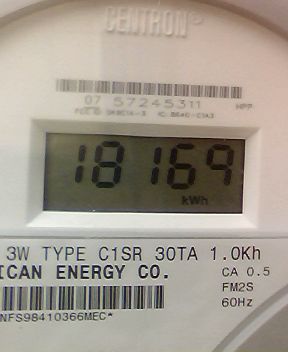 CENTRON®
07 57245311 HPP
18169
kWh
3W TYPE C1SR 30TA 1.0Kh
ICAN ENERGY CO. CA 0.5
FM2S
60Hz
NFS98410366MEC*